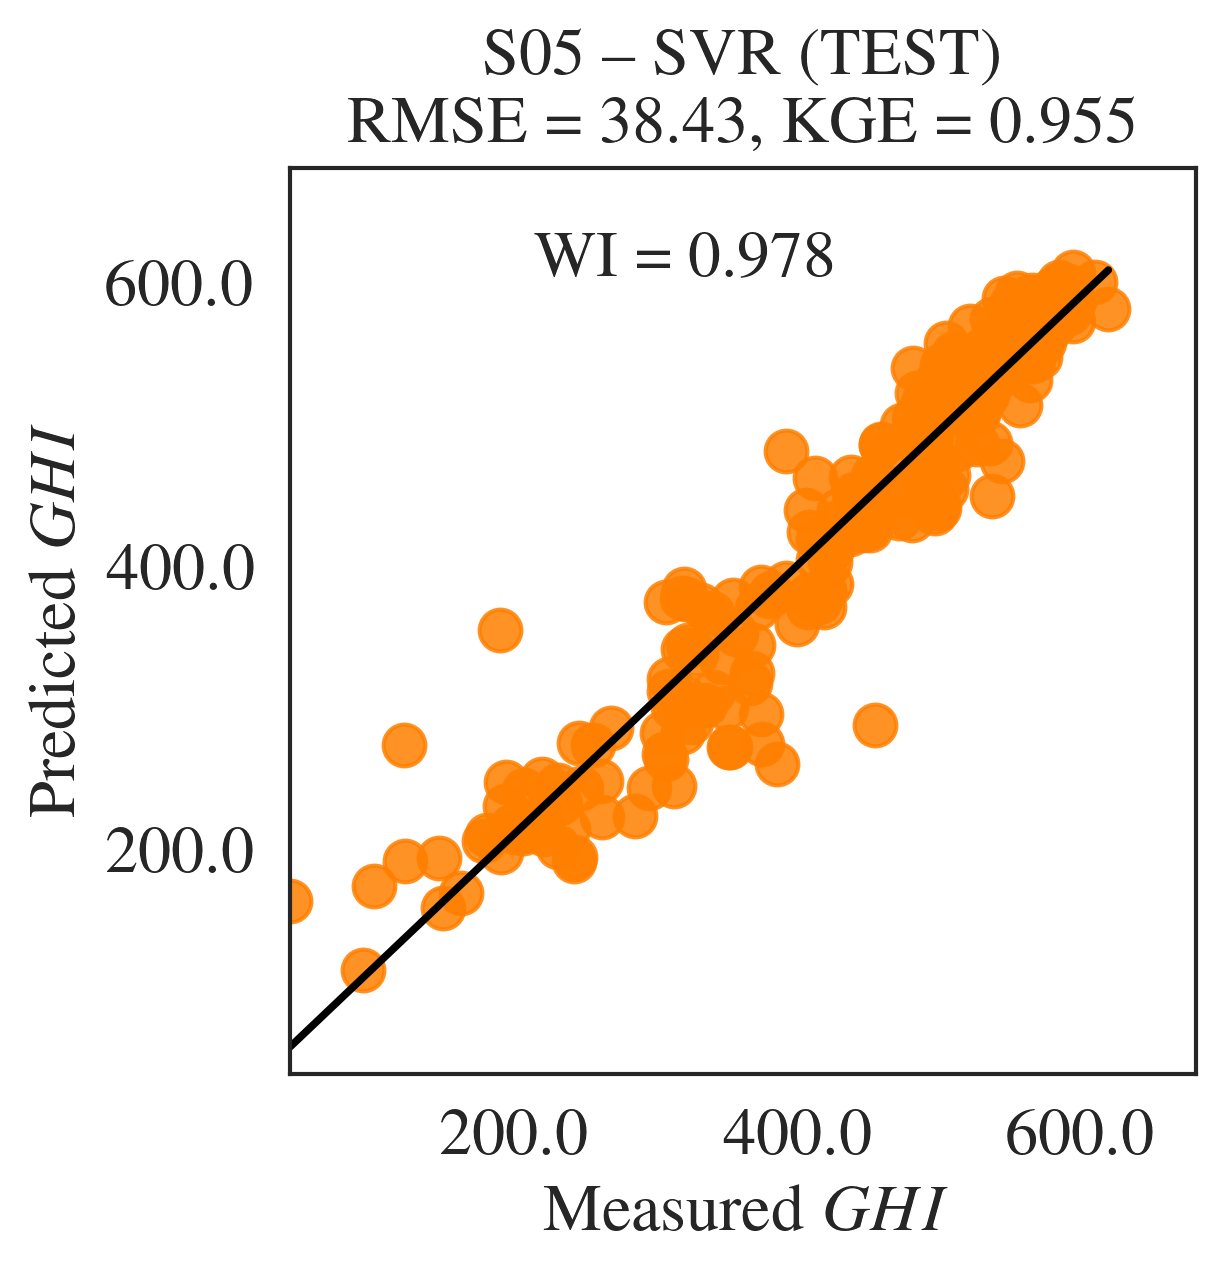 S05 – SVR (TEST)
RMSE = 38.43, KGE = 0.955
WI = 0.978
600.0
400.0
200.0
Predicted GHI
200.0 400.0 600.0
Measured GHI